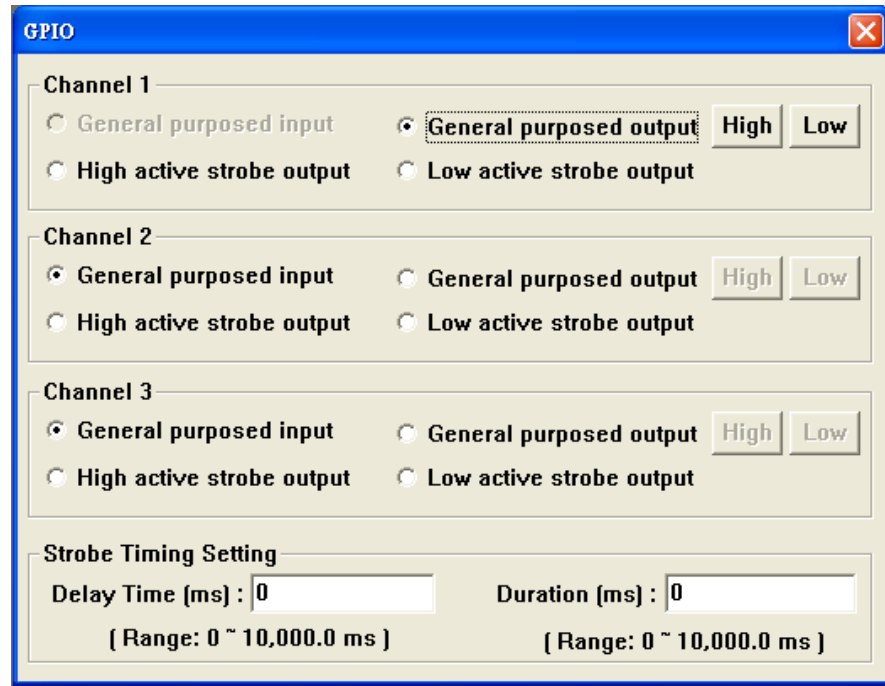 GPIO
Channel 1
General purposed input General purposed output High Low
High active strobe output Low active strobe output
Channel 2
General purposed input General purposed output High Low
High active strobe output Low active strobe output
Channel 3
General purposed input General purposed output High Low
High active strobe output Low active strobe output
Strobe Timing Setting
Delay Time (ms) : 0 Duration (ms) : 0
( Range: 0 ~ 10,000.0 ms ) ( Range: 0 ~ 10,000.0 ms )